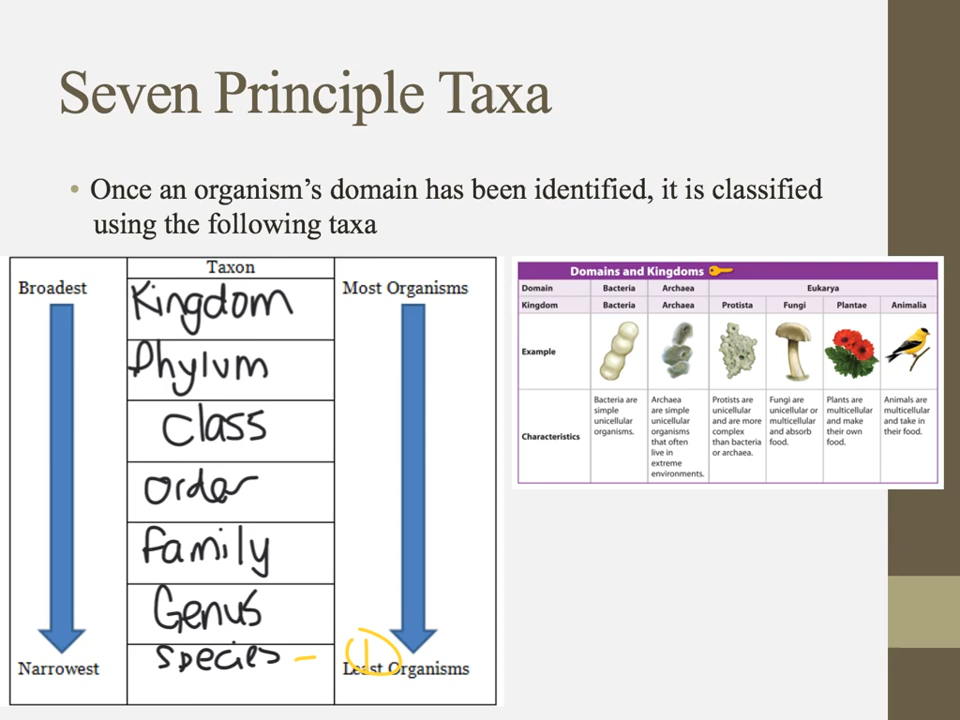 Seven Principle Taxa
• Once an organism's domain has been identified, it is classified
using the following taxa
Taxon
Broadest
Most Organisms
Kingdom
Phylum
Class
Order
Family
Genus
Species - 1
Narrowest
Least Organisms
Domains and Kingdoms
Domain Bacteria Archaea Eukarya
Kingdom Bacteria Archaea Protista Fungi Plantae Animalia
Example
Characteristics
Bacteria are
simple
unicellular
organisms.
Archaea
are simple
unicellular
organisms
that often
live in
extreme
environments.
Protists are
unicellular
and are more
complex
than bacteria
or archaea.
Fungi are
unicellular or
multicellular
and absorb
food.
Plants are
multicellular
and make
their own
food.
Animals are
multicellular
and take in
their food.